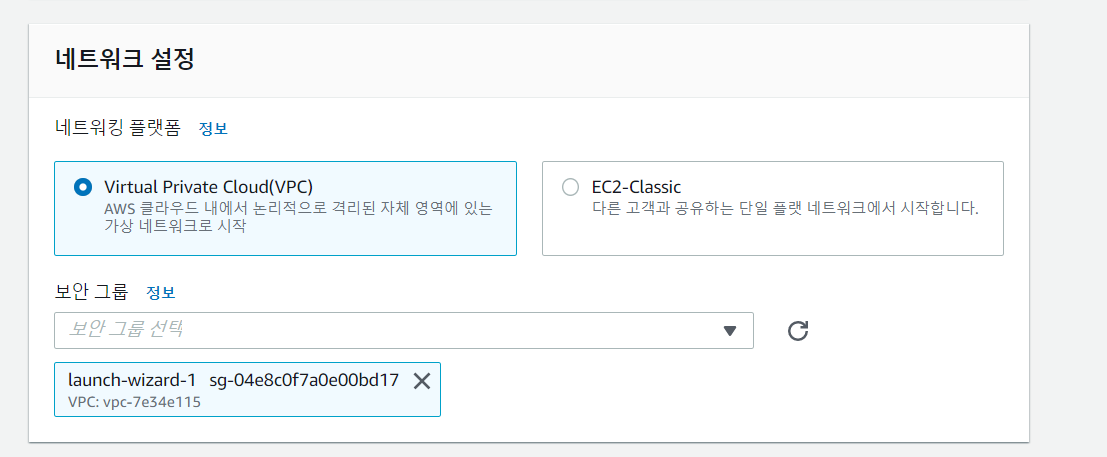 네트워크 설정
네트워킹 플랫폼 정보
Virtual Private Cloud(VPC)
AWS 클라우드 내에서 논리적으로 격리된 자체 영역에 있는
가상 네트워크로 시작
EC2-Classic
다른 고객과 공유하는 단일 플랫 네트워크에서 시작합니다.
보안 그룹 정보
보안 그룹 선택
launch-wizard-1 sg-04e8c0f7a0e00bd17
VPC: vpc-7e34e115